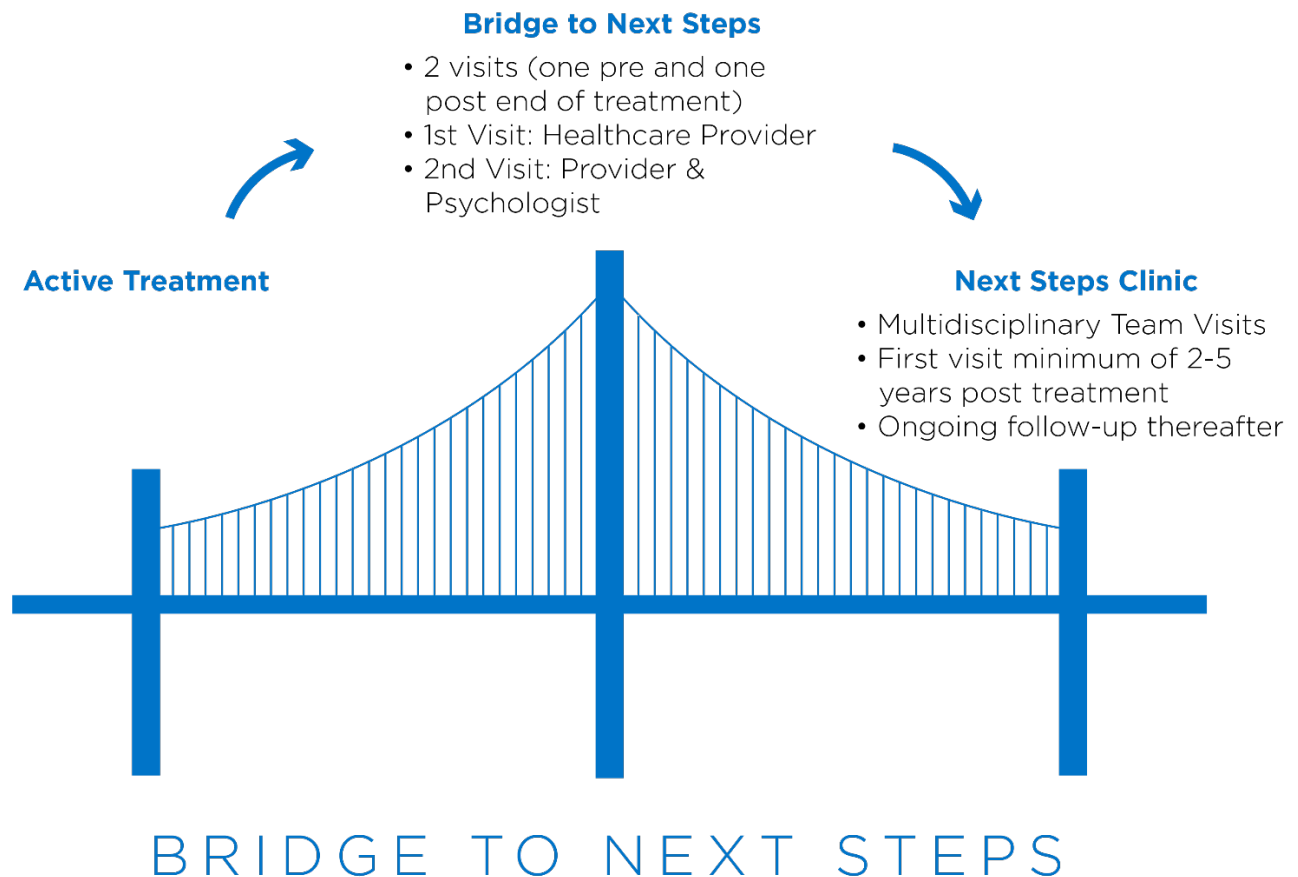 Bridge to Next Steps
• 2 visits (one pre and one
post end of treatment)
• 1st Visit: Healthcare Provider
• 2nd Visit: Provider &
Psychologist
Active Treatment
Next Steps Clinic
• Multidisciplinary Team Visits
• First visit minimum of 2-5
years post treatment
• Ongoing follow-up thereafter
BRIDGE TO NEXT STEPS